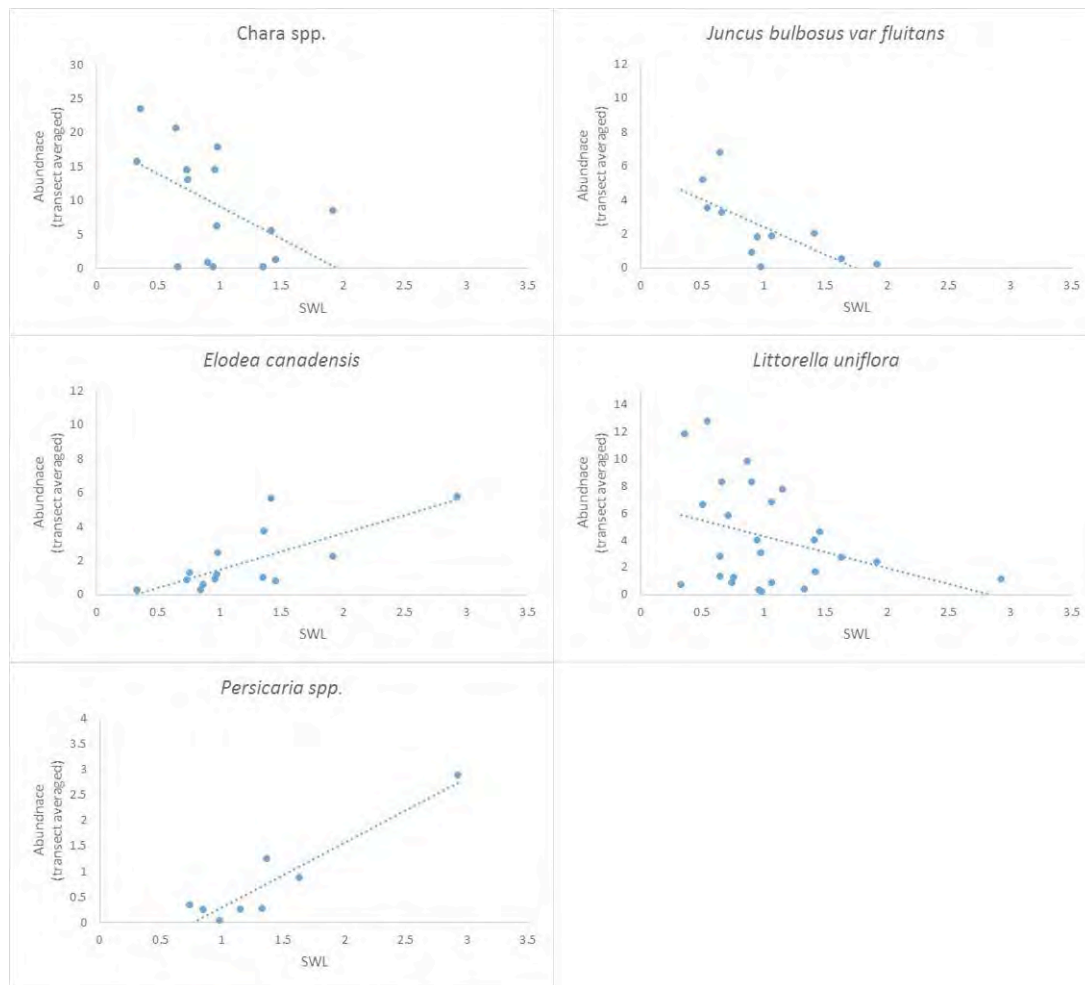 Chara spp.
Abundnace
(transect averaged)
30
25
20
15
10
5
0
0 0.5 1 1.5 2 2.5 3 3.5
SWL
Juncus bulbosus var fluitans
Abundnace
(transect averaged)
12
10
8
6
4
2
0
0 0.5 1 1.5 2 2.5 3 3.5
SWL
Elodea canadensis
Abundnace
(transect averaged)
12
10
8
6
4
2
0
0 0.5 1 1.5 2 2.5 3 3.5
SWL
Littorella uniflora
Abundnace
(transect averaged)
14
12
10
8
6
4
2
0
0 0.5 1 1.5 2 2.5 3 3.5
SWL
Persicaria spp.
Abundnace
(transect averaged)
4
3.5
3
2.5
2
1.5
1
0.5
0
0 0.5 1 1.5 2 2.5 3 3.5
SWL